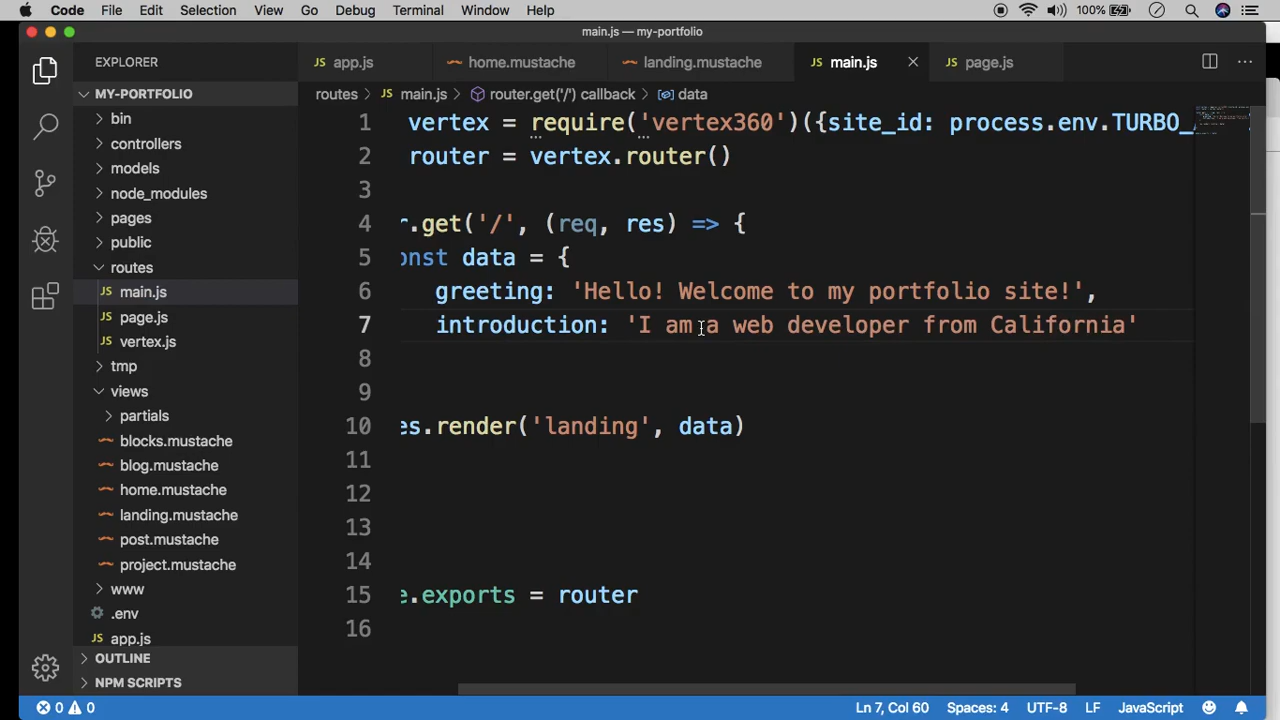 Code File Edit Selection View Go Debug Terminal Window Help 100%
main.js — my-portfolio
EXPLORER
app.js home.mustache landing.mustache main.js page.js
MY-PORTFOLIO
routes > main.js > router.get('/') callback > data
bin
controllers
models
node_modules
pages
public
routes
main.js
page.js
vertex.js
tmp
views
partials
blocks.mustache
blog.mustache
home.mustache
landing.mustache
post.mustache
project.mustache
www
.env
app.js
OUTLINE
NPM SCRIPTS
1 vertex = require('vertex360')({site_id: process.env.TURBO_
2 router = vertex.router()
3
4 r.get('/', (req, res) => {
5 onst data = {
6 greeting: 'Hello! Welcome to my portfolio site!',
7 introduction: 'I am a web developer from California'
8
9
10 es.render('landing', data)
11
12
13
14
15 e.exports = router
16
0 0 Ln 7, Col 60 Spaces: 4 UTF-8 LF JavaScript